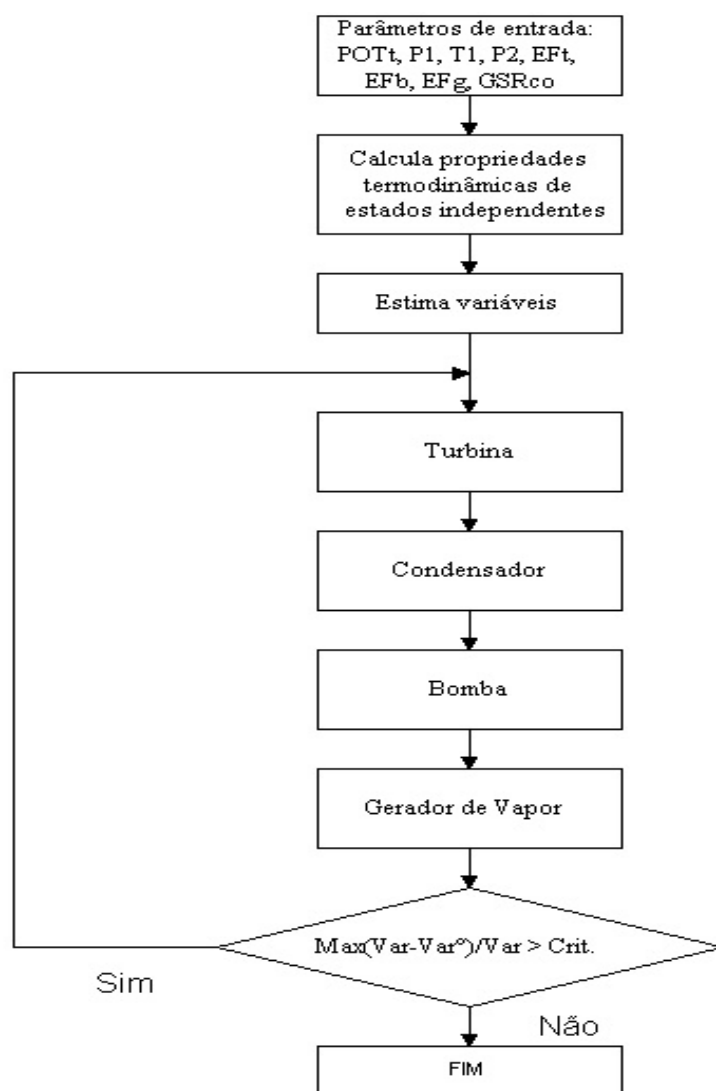 Parâmetros de entrada:
POTt, P1, T1, P2, EFt,
EFb, EFg, GSRco
Calcula propriedades
termodinâmicas de
estados independentes
Estima variáveis
Turbina
Condensador
Bomba
Gerador de Vapor
Max(Var-Varº)/Var > Crit.
Sim
Não
FIM